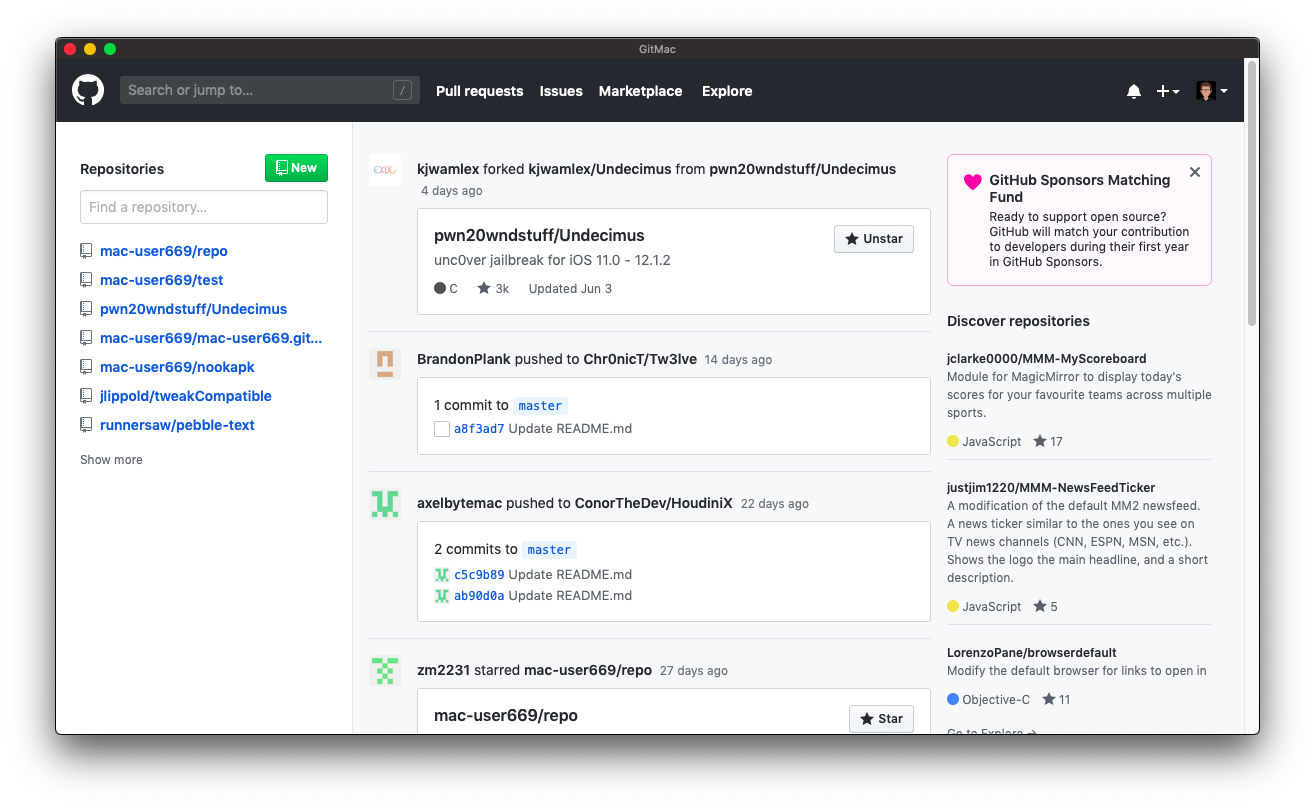 GitMac
Search or jump to... /
Pull requests
Issues
Marketplace
Explore
Repositories
New
Find a repository...
mac-user669/repo
mac-user669/test
pwn20wndstuff/Undecimus
mac-user669/mac-user669.git...
mac-user669/nookapk
jlippold/tweakCompatible
runnersaw/pebble-text
Show more
kjwamlex forked kjwamlex/Undecimus from pwn20wndstuff/Undecimus
4 days ago
pwn20wndstuff/Undecimus
Unstar
unc0ver jailbreak for iOS 11.0 - 12.1.2
C 3k Updated Jun 3
BrandonPlank pushed to Chr0nicT/Tw3lve 14 days ago
1 commit to master
a8f3ad7 Update README.md
axelbytemac pushed to ConorTheDev/HoudiniX 22 days ago
2 commits to master
c5c9b89 Update README.md
ab90d0a Update README.md
zm2231 starred mac-user669/repo 27 days ago
mac-user669/repo
Star
GitHub Sponsors Matching
Fund
Ready to support open source?
GitHub will match your contribution
to developers during their first year
in GitHub Sponsors.
Discover repositories
jclarke0000/MMM-MyScoreboard
Module for MagicMirror to display today's
scores for your favourite teams across multiple
sports.
JavaScript 17
justjim1220/MMM-NewsFeedTicker
A modification of the default MM2 newsfeed.
A news ticker similar to the ones you see on
TV news channels (CNN, ESPN, MSN, etc.).
Shows the logo the main headline, and a short
description.
JavaScript 5
LorenzoPane/browserdefault
Modify the default browser for links to open in
Objective-C 11
Go to Explore →